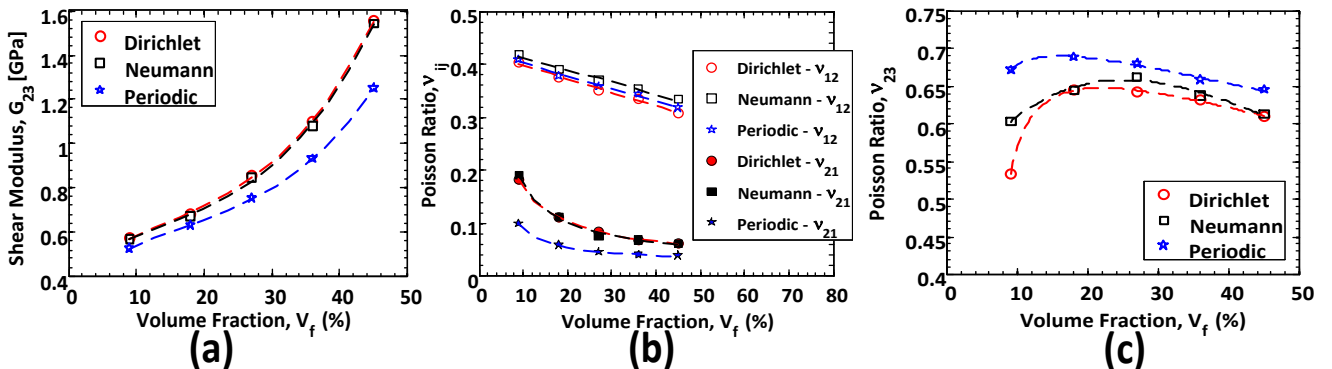 Shear Modulus, G23 [GPa]
1.6
1.4
1.2
1
0.8
0.6
0.4
Dirichlet
Neumann
Periodic
0 10 20 30 40 50
Volume Fraction, Vf (%)
(a)
Poisson Ratio, νij
0.5
0.4
0.3
0.2
0.1
0
Dirichlet - ν12
Neumann - ν12
Periodic - ν12
Dirichlet - ν21
Neumann - ν21
Periodic - ν21
0 10 20 30 40 50 60 70 80
Volume Fraction, Vf (%)
(b)
Poisson Ratio, ν23
0.75
0.7
0.65
0.6
0.55
0.5
0.45
0.4
Dirichlet
Neumann
Periodic
0 10 20 30 40 50
Volume Fraction, Vf (%)
(c)